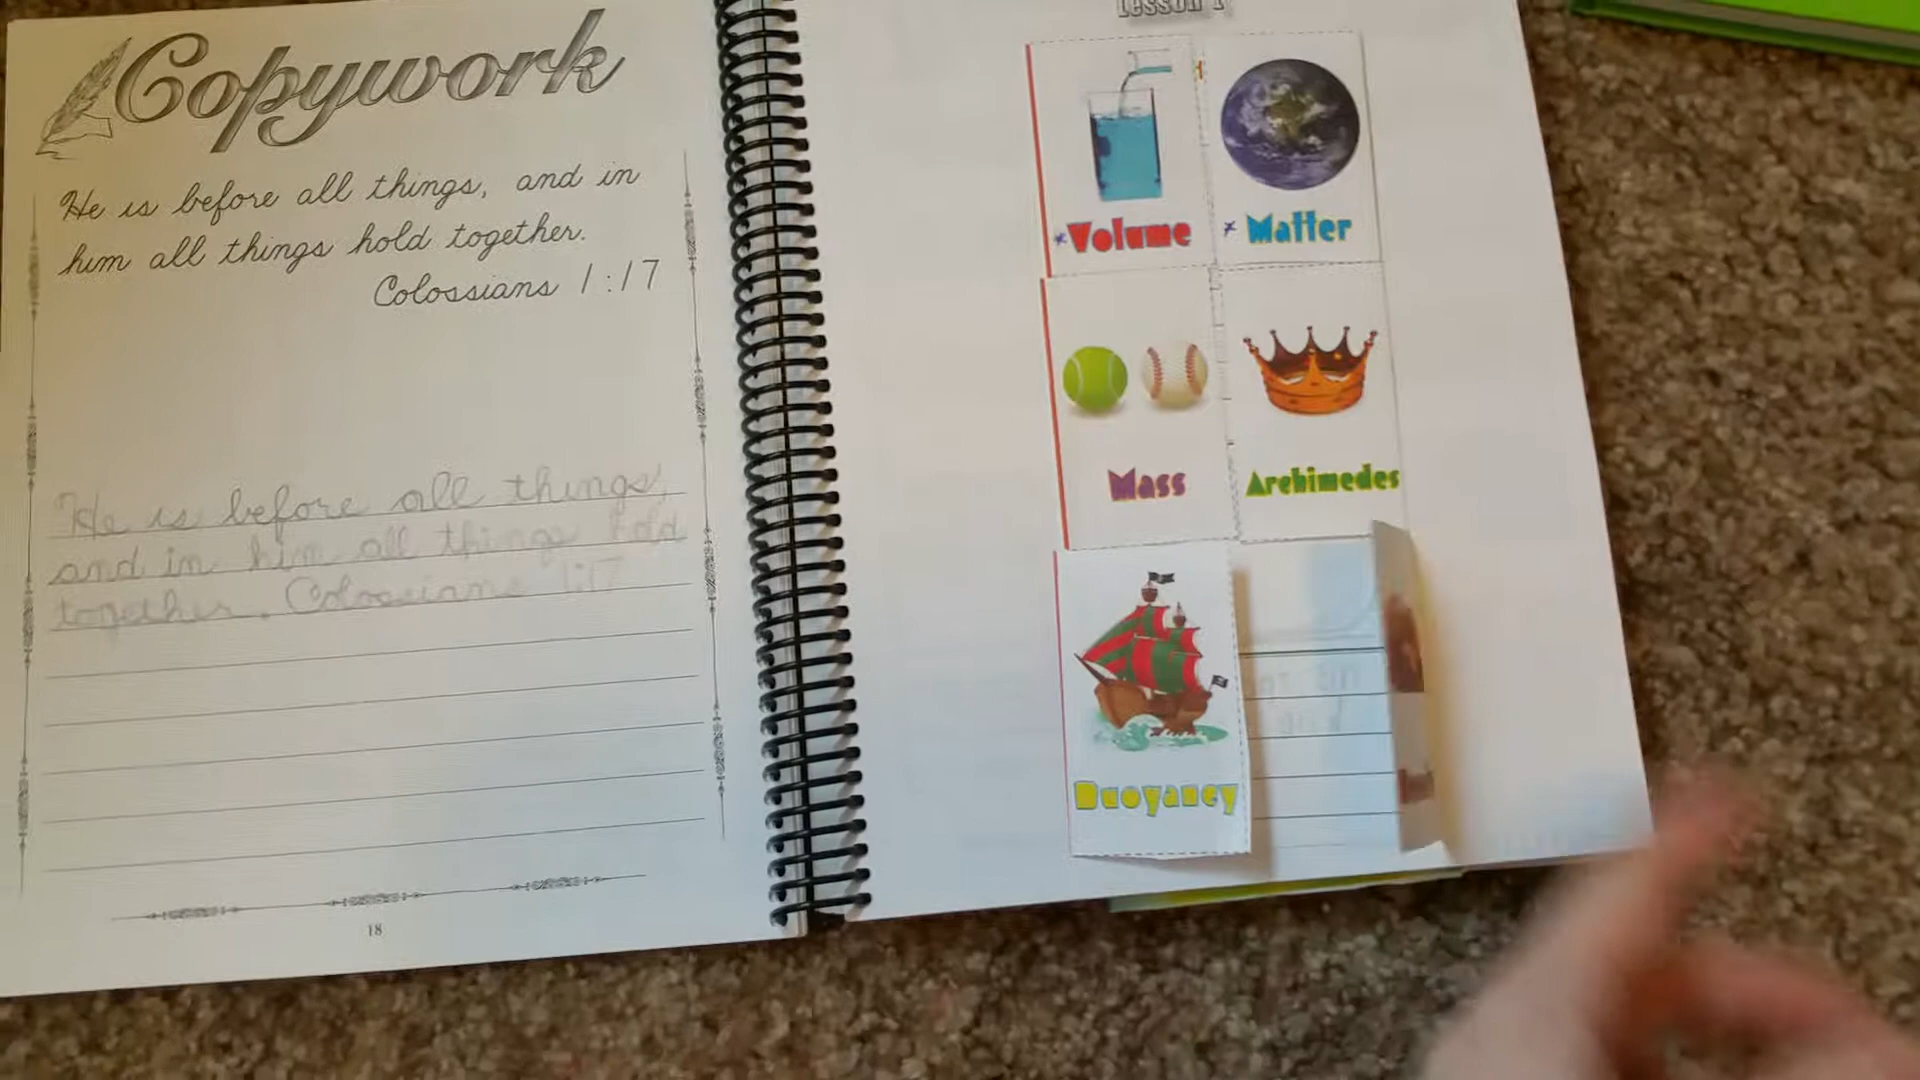 Copywork
He is before all things, and in
him all things hold together.
Colossians 1:17
He is before all things,
and in him all things hold
together. Colossians 1:17
18
Lesson 1
Volume
Matter
Mass
Archimedes
Buoyancy